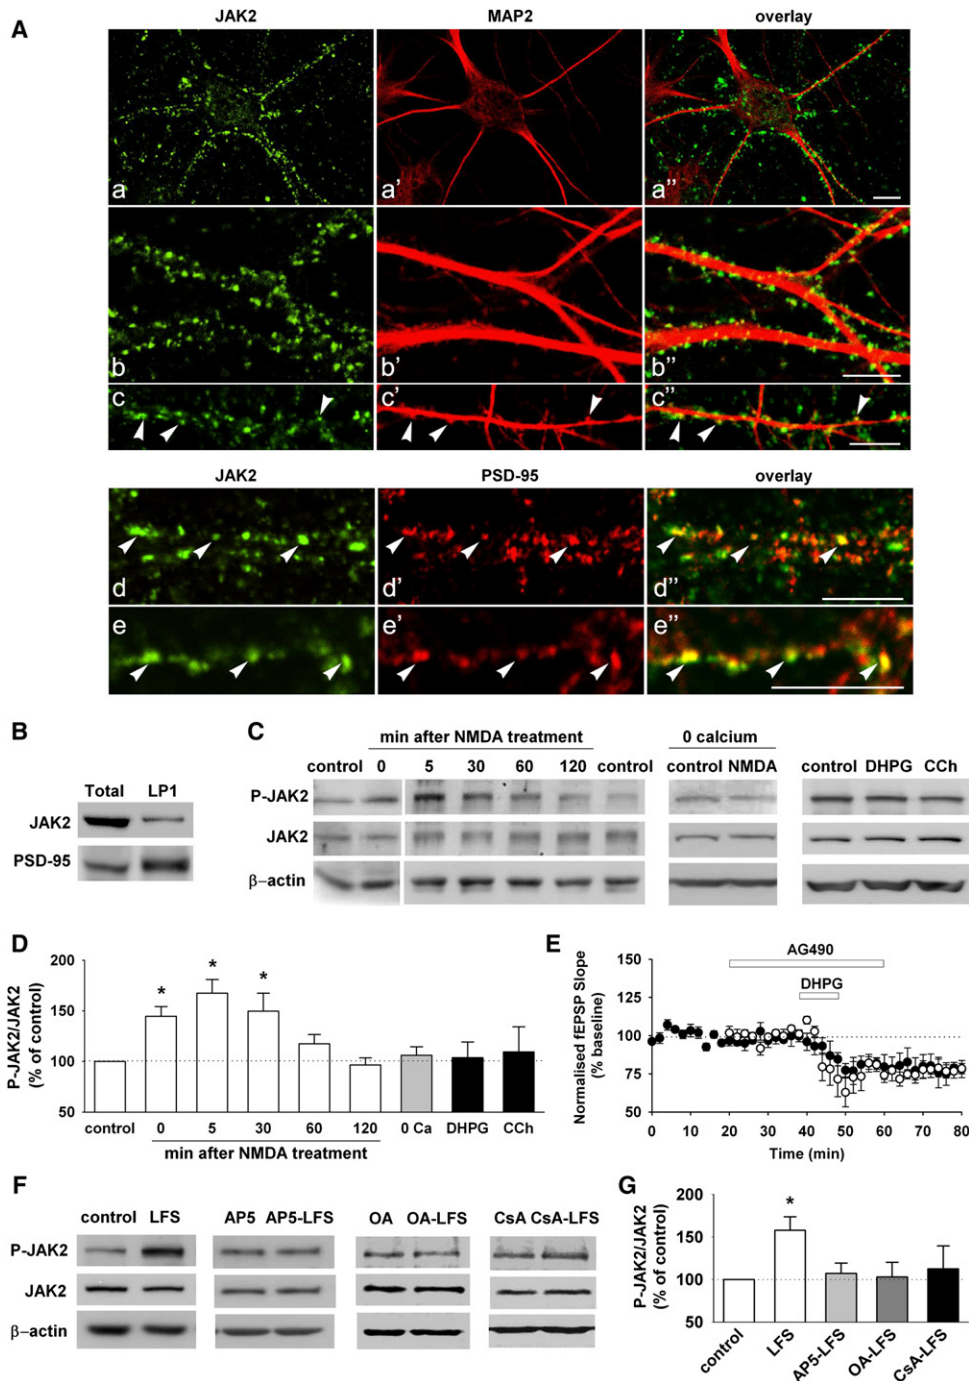 A
JAK2 MAP2 overlay
a a' a''
b b' b''
c c' c''
JAK2 PSD-95 overlay
d d' d''
e e' e''
B
Total LP1
JAK2
PSD-95
C
min after NMDA treatment
0 calcium
control 0 5 30 60 120 control
control NMDA
control DHPG CCh
P-JAK2
JAK2
β–actin
D
P-JAK2/JAK2
(% of control)
200
150
100
50
*
*
*
control 0 5 30 60 120 0 Ca DHPG CCh
min after NMDA treatment
E
Normalised fEPSP Slope
(% baseline)
150
125
100
75
50
AG490
DHPG
0 10 20 30 40 50 60 70 80
Time (min)
F
control LFS AP5 AP5-LFS OA OA-LFS CsA CsA-LFS
P-JAK2
JAK2
β–actin
G
P-JAK2/JAK2
(% of control)
200
150
100
50
*
control LFS AP5-LFS OA-LFS CsA-LFS